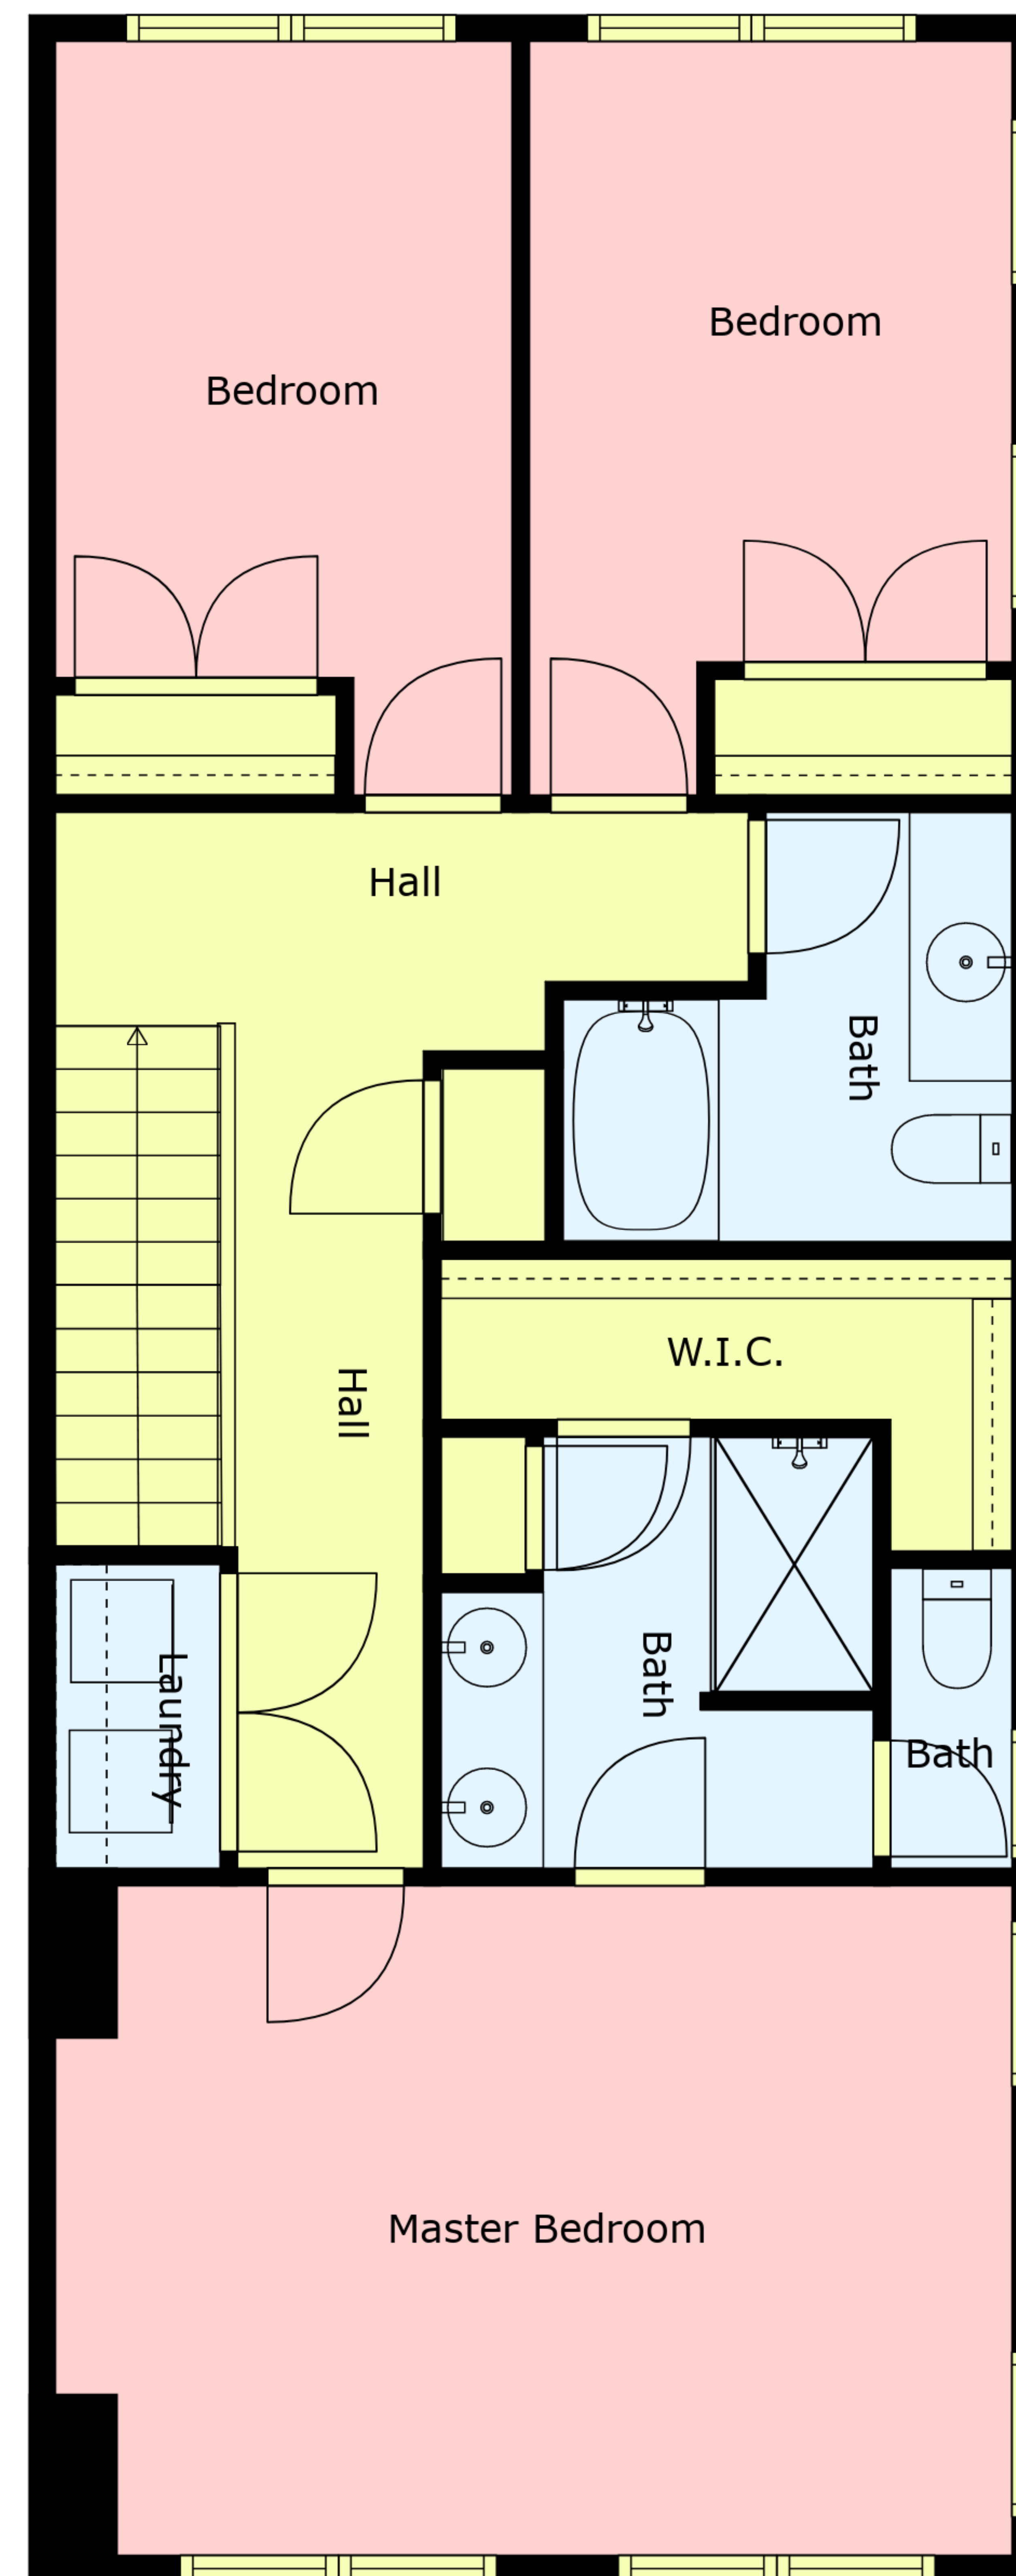 Bedroom
Bedroom
Hall
Bath
W.I.C.
Hall
Bath
Laundry
Bath
Master Bedroom